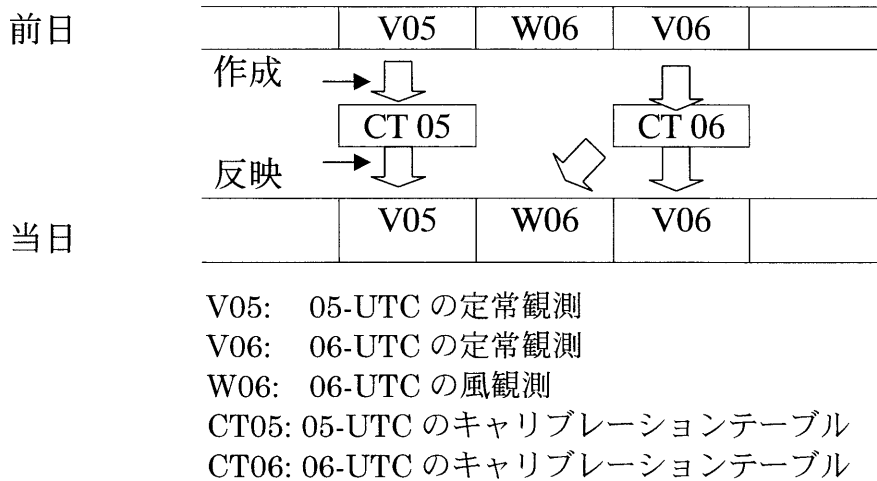 前日 V05 W06 V06
作成
CT 05 CT 06
反映
当日 V05 W06 V06
V05: 05-UTC の定常観測
V06: 06-UTC の定常観測
W06: 06-UTC の風観測
CT05: 05-UTC のキャリブレーションテーブル
CT06: 06-UTC のキャリブレーションテーブル